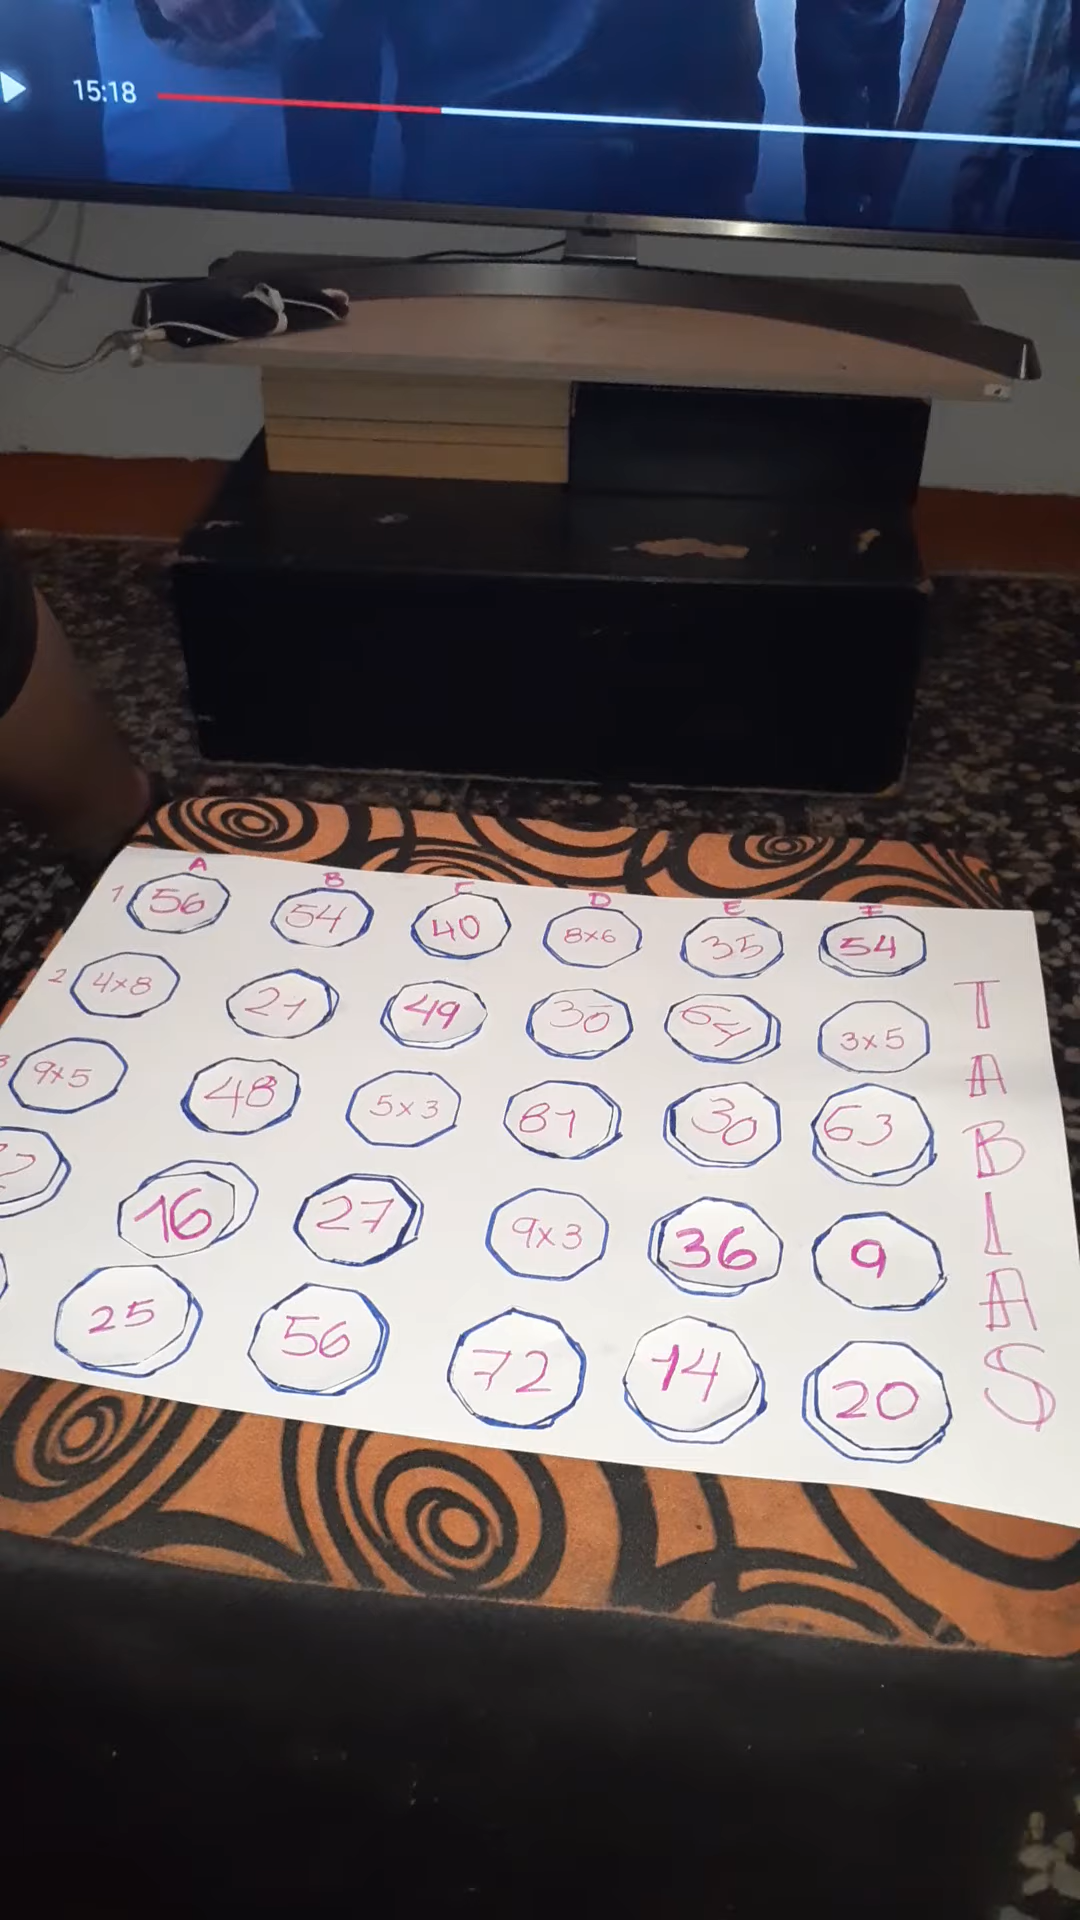 15:18
A B C D E F
1 56 54 40 8x6 35 54
2 4x8 21 49 30 64 3x5
3 9x5 48 5x3 81 30 63
16 27 9x3 36 9
25 56 72 14 20
TABLAS